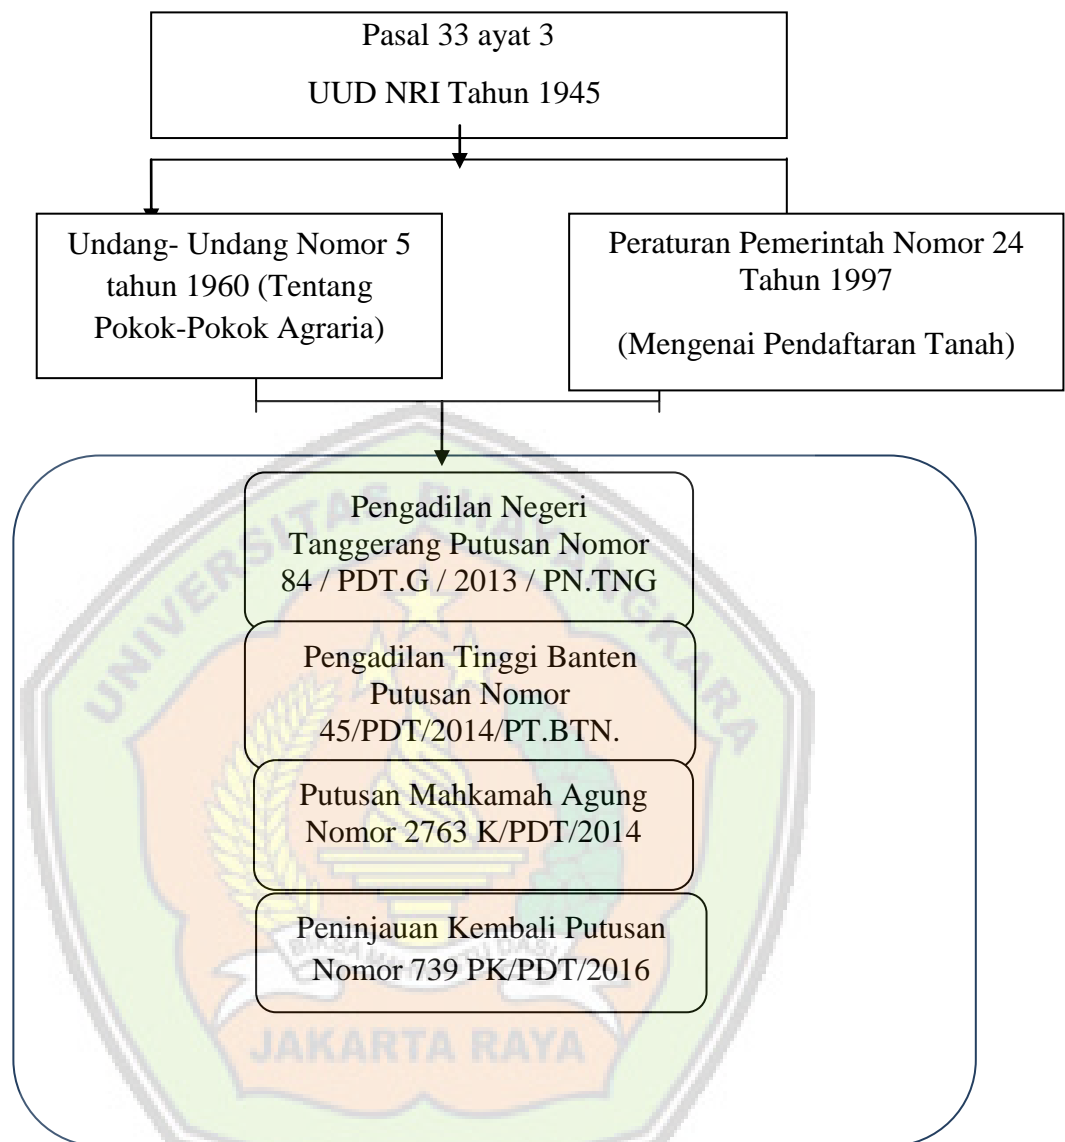 Pasal 33 ayat 3
UUD NRI Tahun 1945
Undang- Undang Nomor 5
tahun 1960 (Tentang
Pokok-Pokok Agraria)
Peraturan Pemerintah Nomor 24
Tahun 1997
(Mengenai Pendaftaran Tanah)
Pengadilan Negeri
Tanggerang Putusan Nomor
84 / PDT.G / 2013 / PN.TNG
Pengadilan Tinggi Banten
Putusan Nomor
45/PDT/2014/PT.BTN.
Putusan Mahkamah Agung
Nomor 2763 K/PDT/2014
Peninjauan Kembali Putusan
Nomor 739 PK/PDT/2016
UNIVERSITAS BHAYANGKARA
JAKARTA RAYA